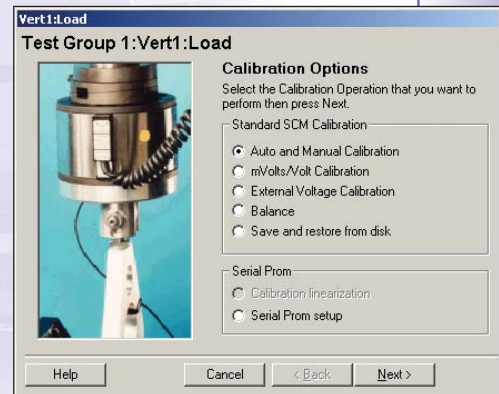 Vert1:Load
Test Group 1:Vert1:Load
Calibration Options
Select the Calibration Operation that you want to
perform then press Next.
Standard SCM Calibration
Auto and Manual Calibration
mVolts/Volt Calibration
External Voltage Calibration
Balance
Save and restore from disk
Serial Prom
Calibration linearization
Serial Prom setup
Help
Cancel
< Back
Next >